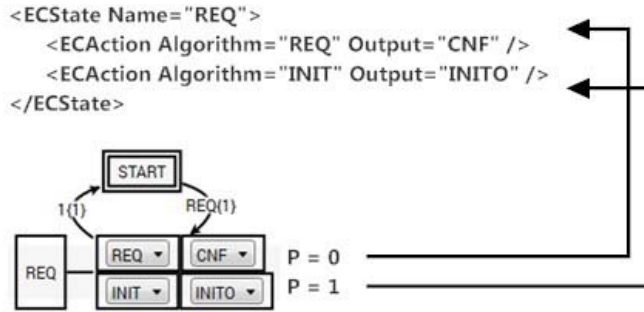 <ECState Name="REQ">
<ECAction Algorithm="REQ" Output="CNF" />
<ECAction Algorithm="INIT" Output="INITO" />
</ECState>
START
1{1}
REQ{1}
REQ
REQ CNF P = 0
INIT INITO P = 1